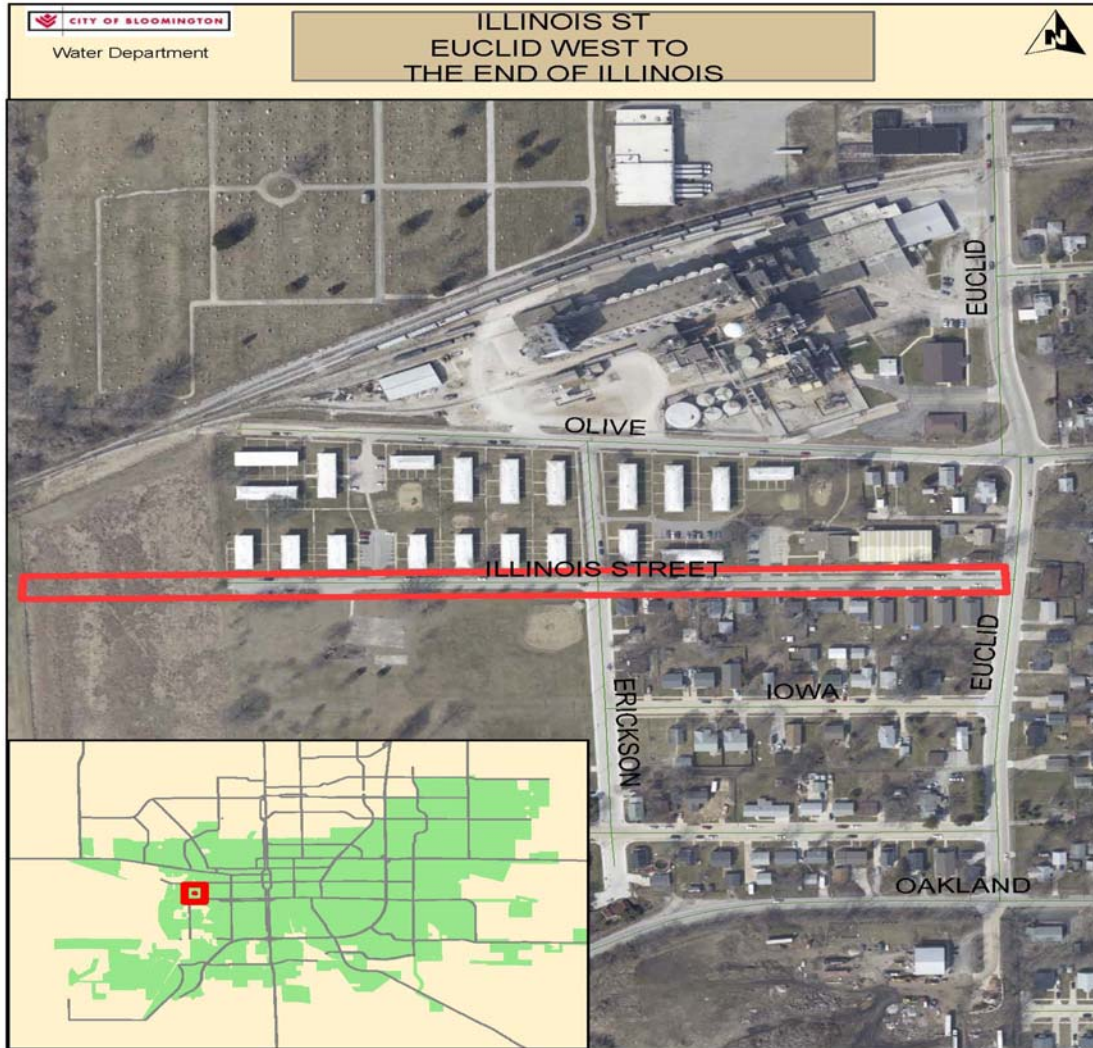 CITY OF BLOOMINGTON
Water Department
ILLINOIS ST
EUCLID WEST TO
THE END OF ILLINOIS
N
EUCLID
OLIVE
ILLINOIS STREET
EUCLID
ERICKSON
IOWA
OAKLAND